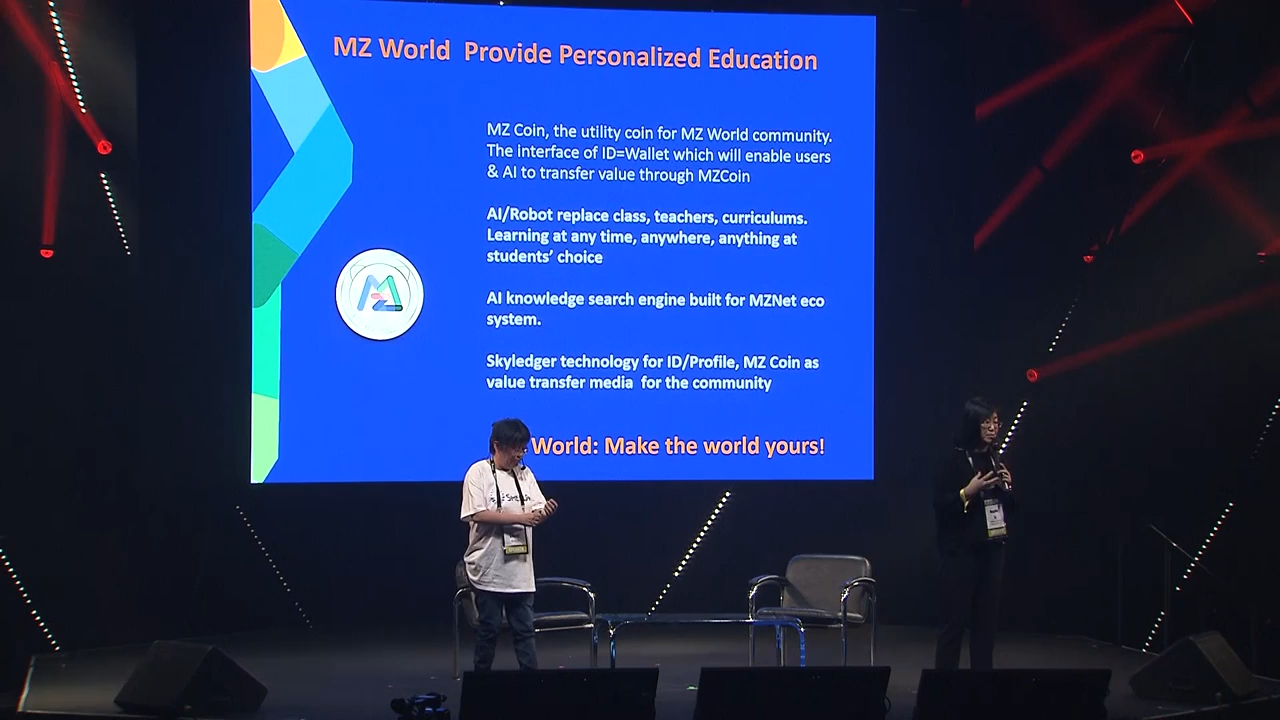 MZ World Provide Personalized Education
MZ Coin, the utility coin for MZ World community.
The interface of ID=Wallet which will enable users
& AI to transfer value through MZCoin
AI/Robot replace class, teachers, curriculums.
Learning at any time, anywhere, anything at
students’ choice
AI knowledge search engine built for MZNet eco
system.
MZ
Skyledger technology for ID/Profile, MZ Coin as
value transfer media for the community
World: Make the world yours!